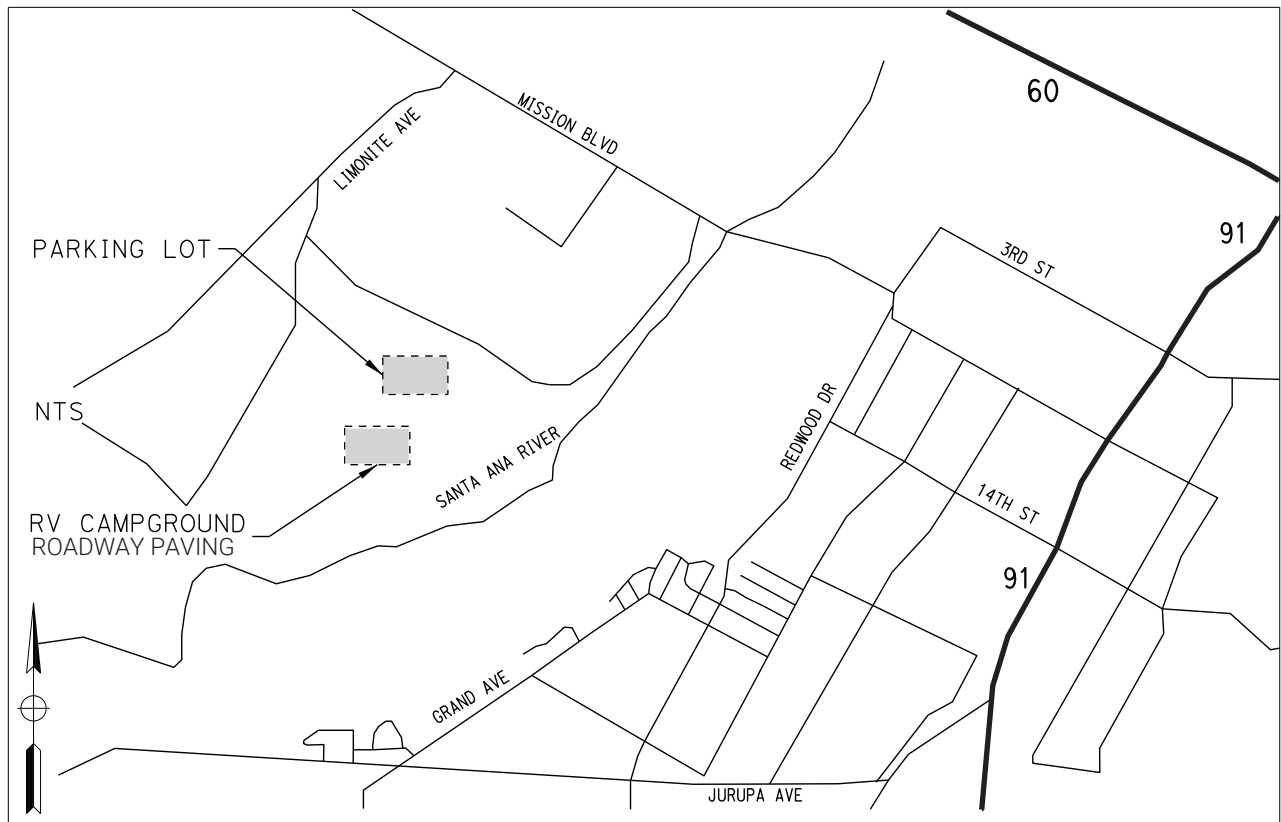 60
MISSION BLVD
LIMONITE AVE
91
PARKING LOT
3RD ST
NTS
REDWOOD DR
SANTA ANA RIVER
14TH ST
RV CAMPGROUND
ROADWAY PAVING
91
GRAND AVE
JURUPA AVE